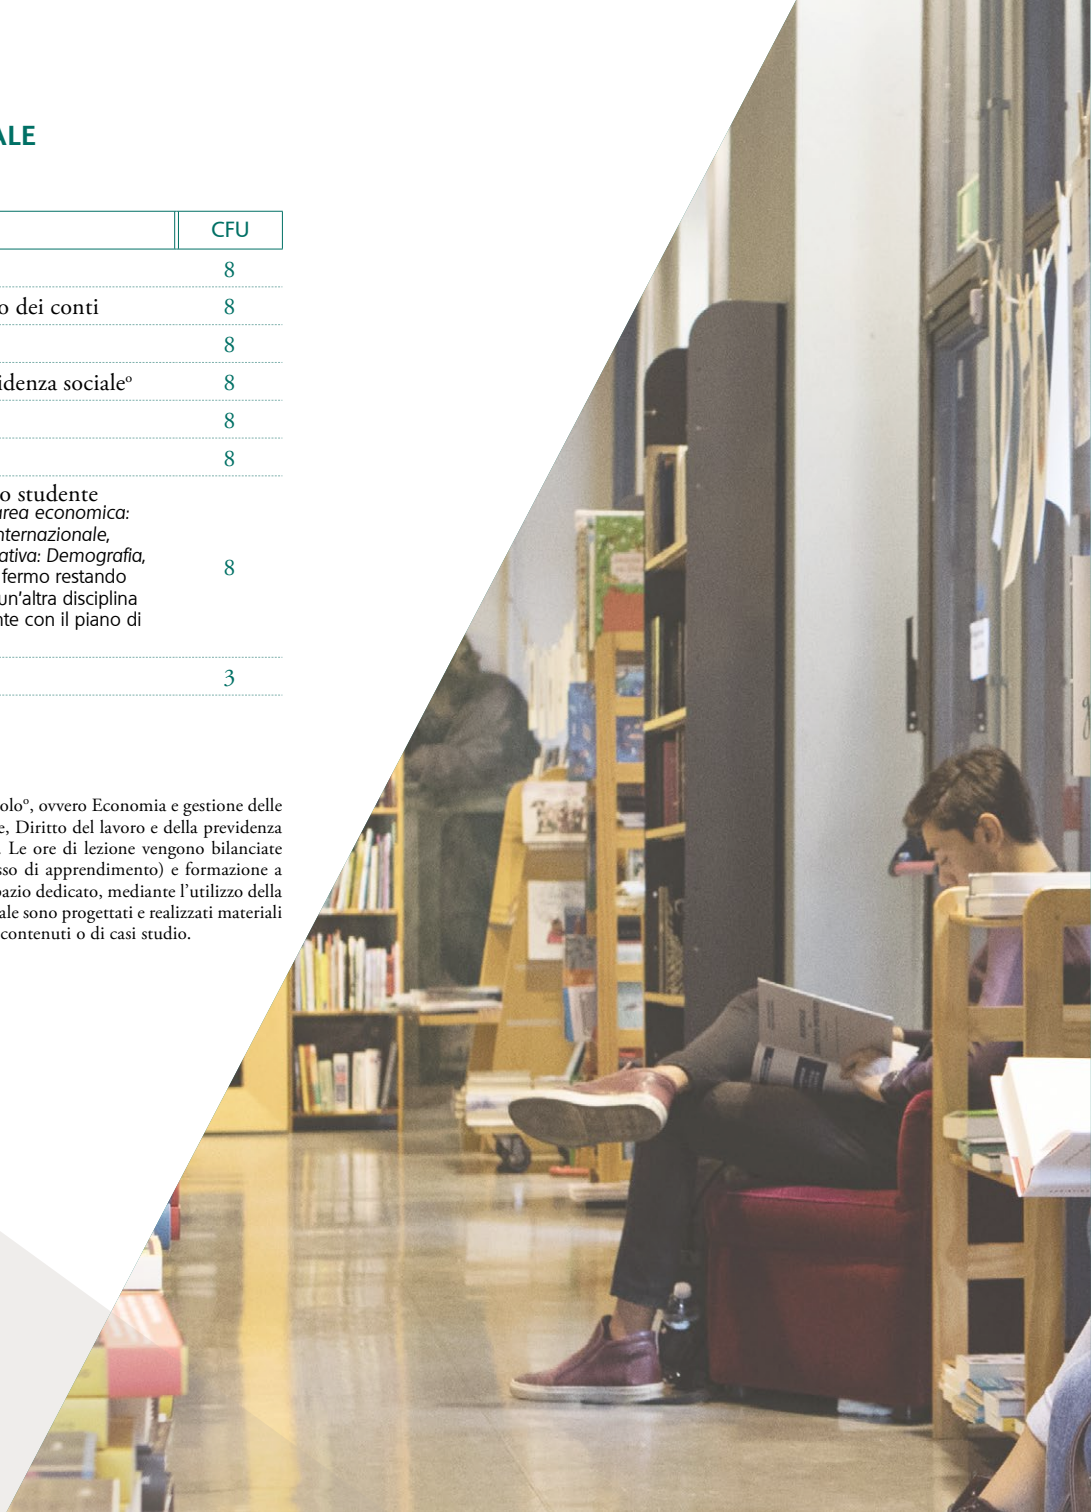 ALE
CFU
8
o dei conti 8
8
idenza socialeº 8
8
8
o studente
area economica:
nternazionale,
ativa: Demografia,
fermo restando 8
un'altra disciplina
nte con il piano di
3
oloº, ovvero Economia e gestione delle
e, Diritto del lavoro e della previdenza
. Le ore di lezione vengono bilanciate
sso di apprendimento) e formazione a
pazio dedicato, mediante l'utilizzo della
ale sono progettati e realizzati materiali
contenuti o di casi studio.